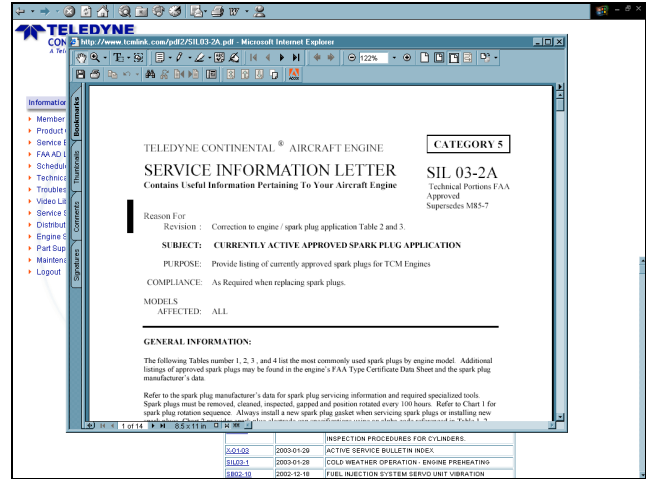 TELEDYNE
CON
A Tel
http://www.tcmlink.com/pdf2/SIL03-2A.pdf - Microsoft Internet Explorer
122%
Information
Member
Product
Service B
FAA AD L
Schedul
Technica
Troubles
Video Lib
Service S
Distribut
Engine S
Part Sup
Maintena
Logout
Bookmarks
Thumbnails
Comments
Signatures
TELEDYNE CONTINENTAL ® AIRCRAFT ENGINE
CATEGORY 5
SERVICE INFORMATION LETTER
Contains Useful Information Pertaining To Your Aircraft Engine
SIL 03-2A
Technical Portions FAA
Approved
Supersedes M85-7
Reason For
Revision : Correction to engine / spark plug application Table 2 and 3.
SUBJECT: CURRENTLY ACTIVE APPROVED SPARK PLUG APPLICATION
PURPOSE: Provide listing of currently approved spark plugs for TCM Engines
COMPLIANCE: As Required when replacing spark plugs.
MODELS
AFFECTED: ALL
GENERAL INFORMATION:
The following Tables number 1, 2, 3 , and 4 list the most commonly used spark plugs by engine model. Additional
listings of approved spark plugs may be found in the engine's FAA Type Certificate Data Sheet and the spark plug
manufacturer's data.
Refer to the spark plug manufacturer's data for spark plug servicing information and required specialized tools.
Spark plugs must be removed, cleaned, inspected, gapped and position rotated every 100 hours. Refer to Chart 1 for
spark plug rotation sequence. Always install a new spark plug gasket when servicing spark plugs or installing new
1 of 14
8.5 x 11 in
INSPECTION PROCEDURES FOR CYLINDERS.
X-01-03 2003-01-29 ACTIVE SERVICE BULLETIN INDEX
SIL03-1 2003-01-28 COLD WEATHER OPERATION - ENGINE PREHEATING
SB02-10 2002-12-18 FUEL INJECTION SYSTEM SERVO UNIT VIBRATION